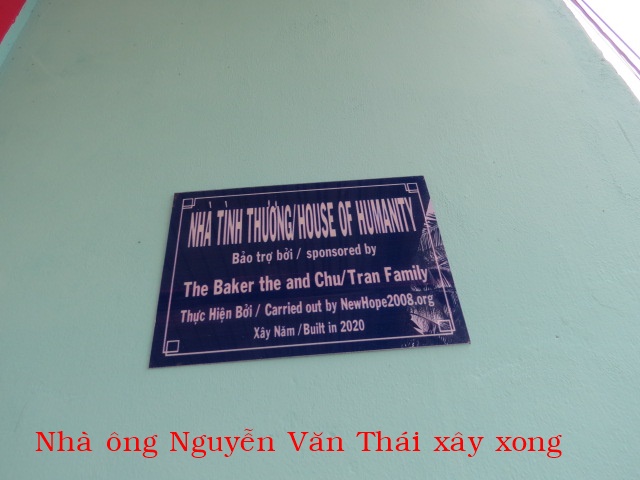 NHÀ TÌNH THƯƠNG/HOUSE OF HUMANITY
Bảo trợ bởi / sponsored by
The Baker the and Chu/Tran Family
Thực Hiện Bởi / Carried out by NewHope2008.org
Xây Năm /Built in 2020
Nhà ông Nguyễn Văn Thái xây xong